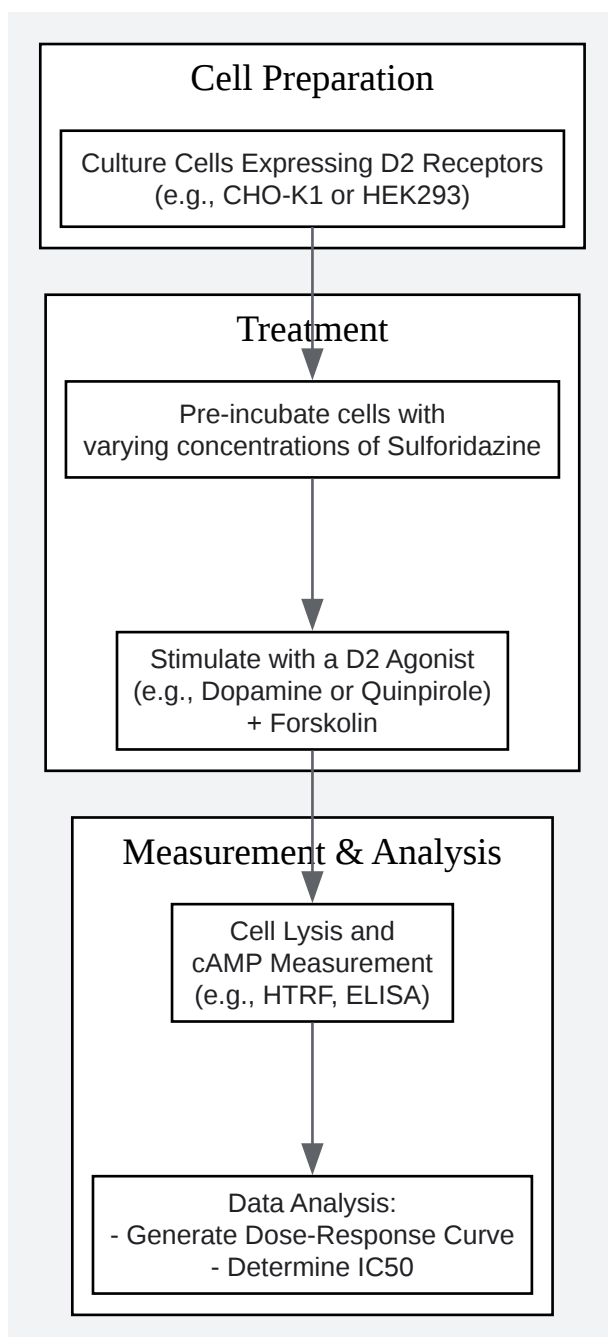 Cell Preparation
Culture Cells Expressing D2 Receptors
(e.g., CHO-K1 or HEK293)
Treatment
Pre-incubate cells with
varying concentrations of Sulforidazine
Stimulate with a D2 Agonist
(e.g., Dopamine or Quinpirole)
+ Forskolin
Measurement & Analysis
Cell Lysis and
cAMP Measurement
(e.g., HTRF, ELISA)
Data Analysis:
- Generate Dose-Response Curve
- Determine IC50